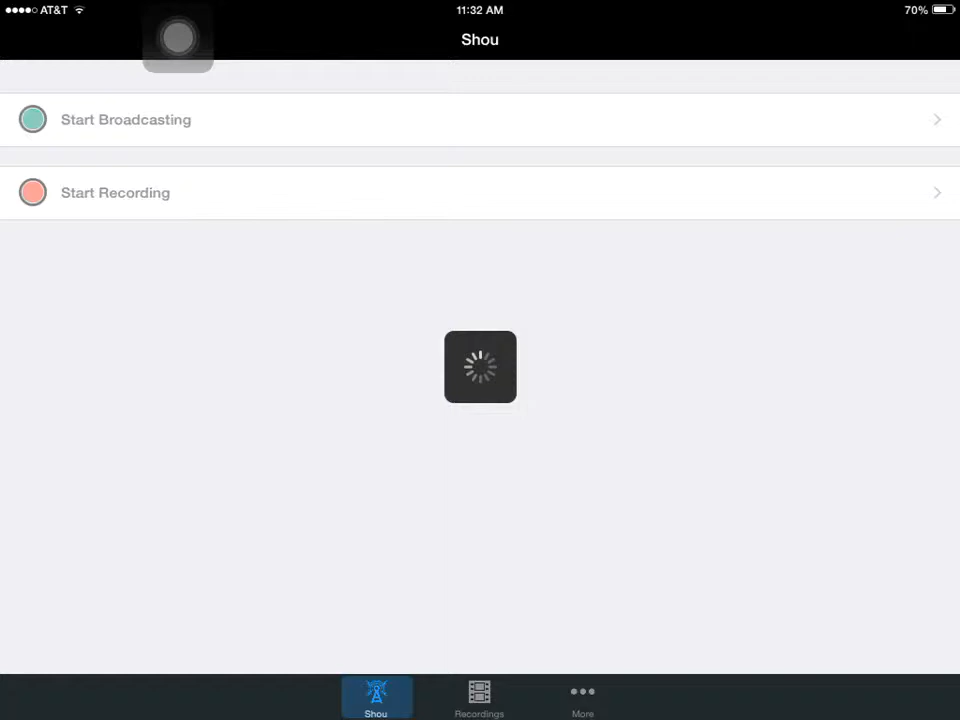 AT&T 11:32 AM 70%
Shou
Start Broadcasting
Start Recording
Shou Recordings More